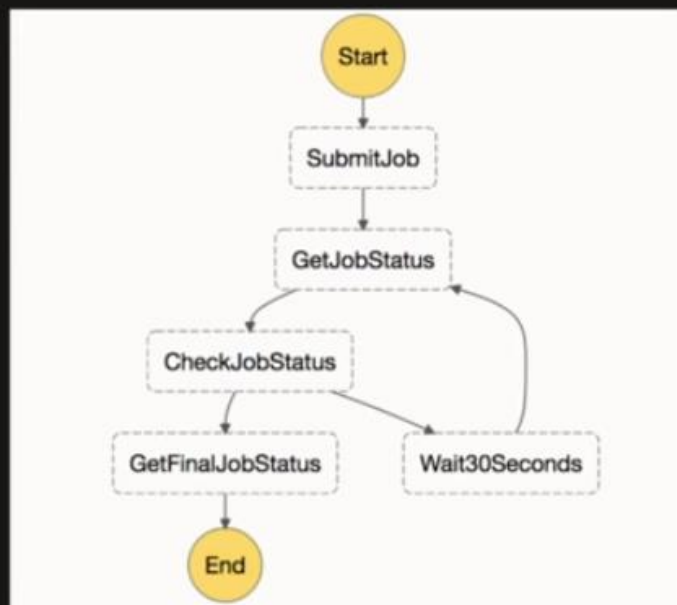 Start
SubmitJob
GetJobStatus
CheckJobStatus
GetFinalJobStatus
Wait30Seconds
End